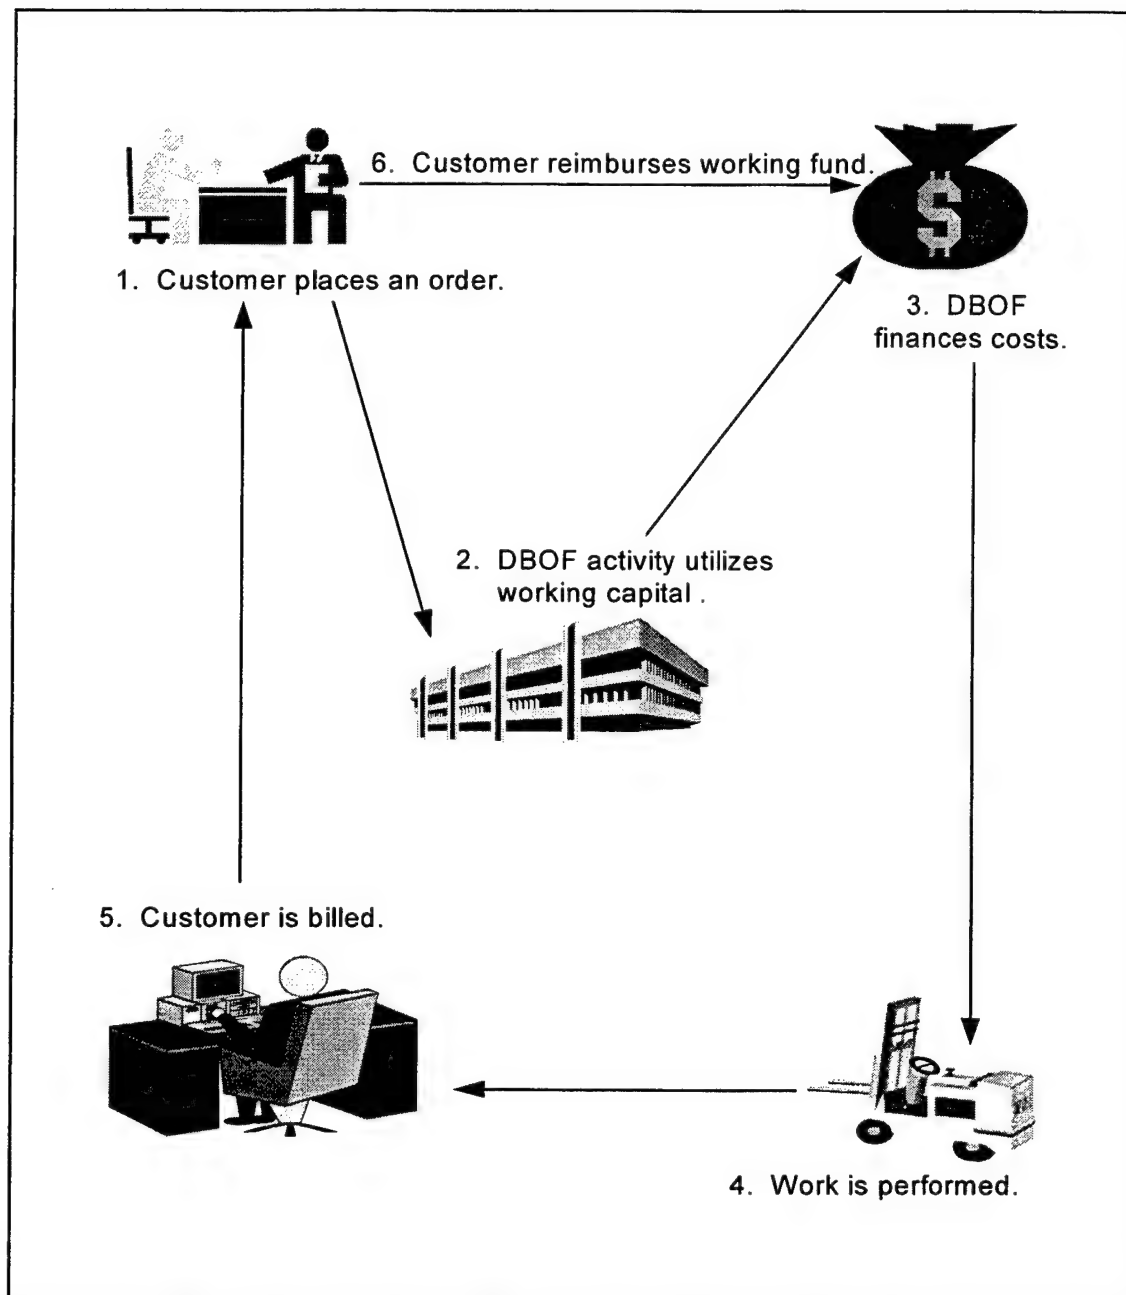 6. Customer reimburses working fund.
$
1. Customer places an order.
3. DBOF
finances costs.
2. DBOF activity utilizes
working capital .
5. Customer is billed.
4. Work is performed.